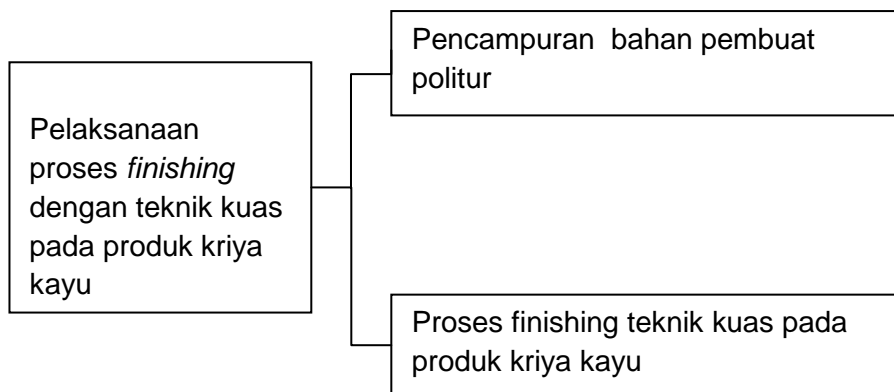 Pencampuran bahan pembuat
politur
Pelaksanaan
proses finishing
dengan teknik kuas
pada produk kriya
kayu
Proses finishing teknik kuas pada
produk kriya kayu